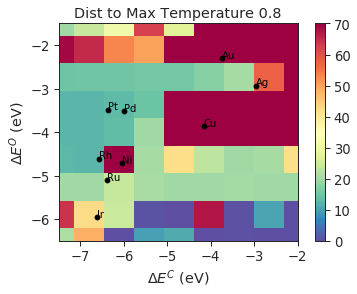 Dist to Max Temperature 0.8
ΔE^O (eV)
−2
−3
−4
−5
−6
Au
Ag
Pt
Pd
Cu
Rh
Ni
Ru
Ir
−7 −6 −5 −4 −3 −2
ΔE^C (eV)
70
60
50
40
30
20
10
0